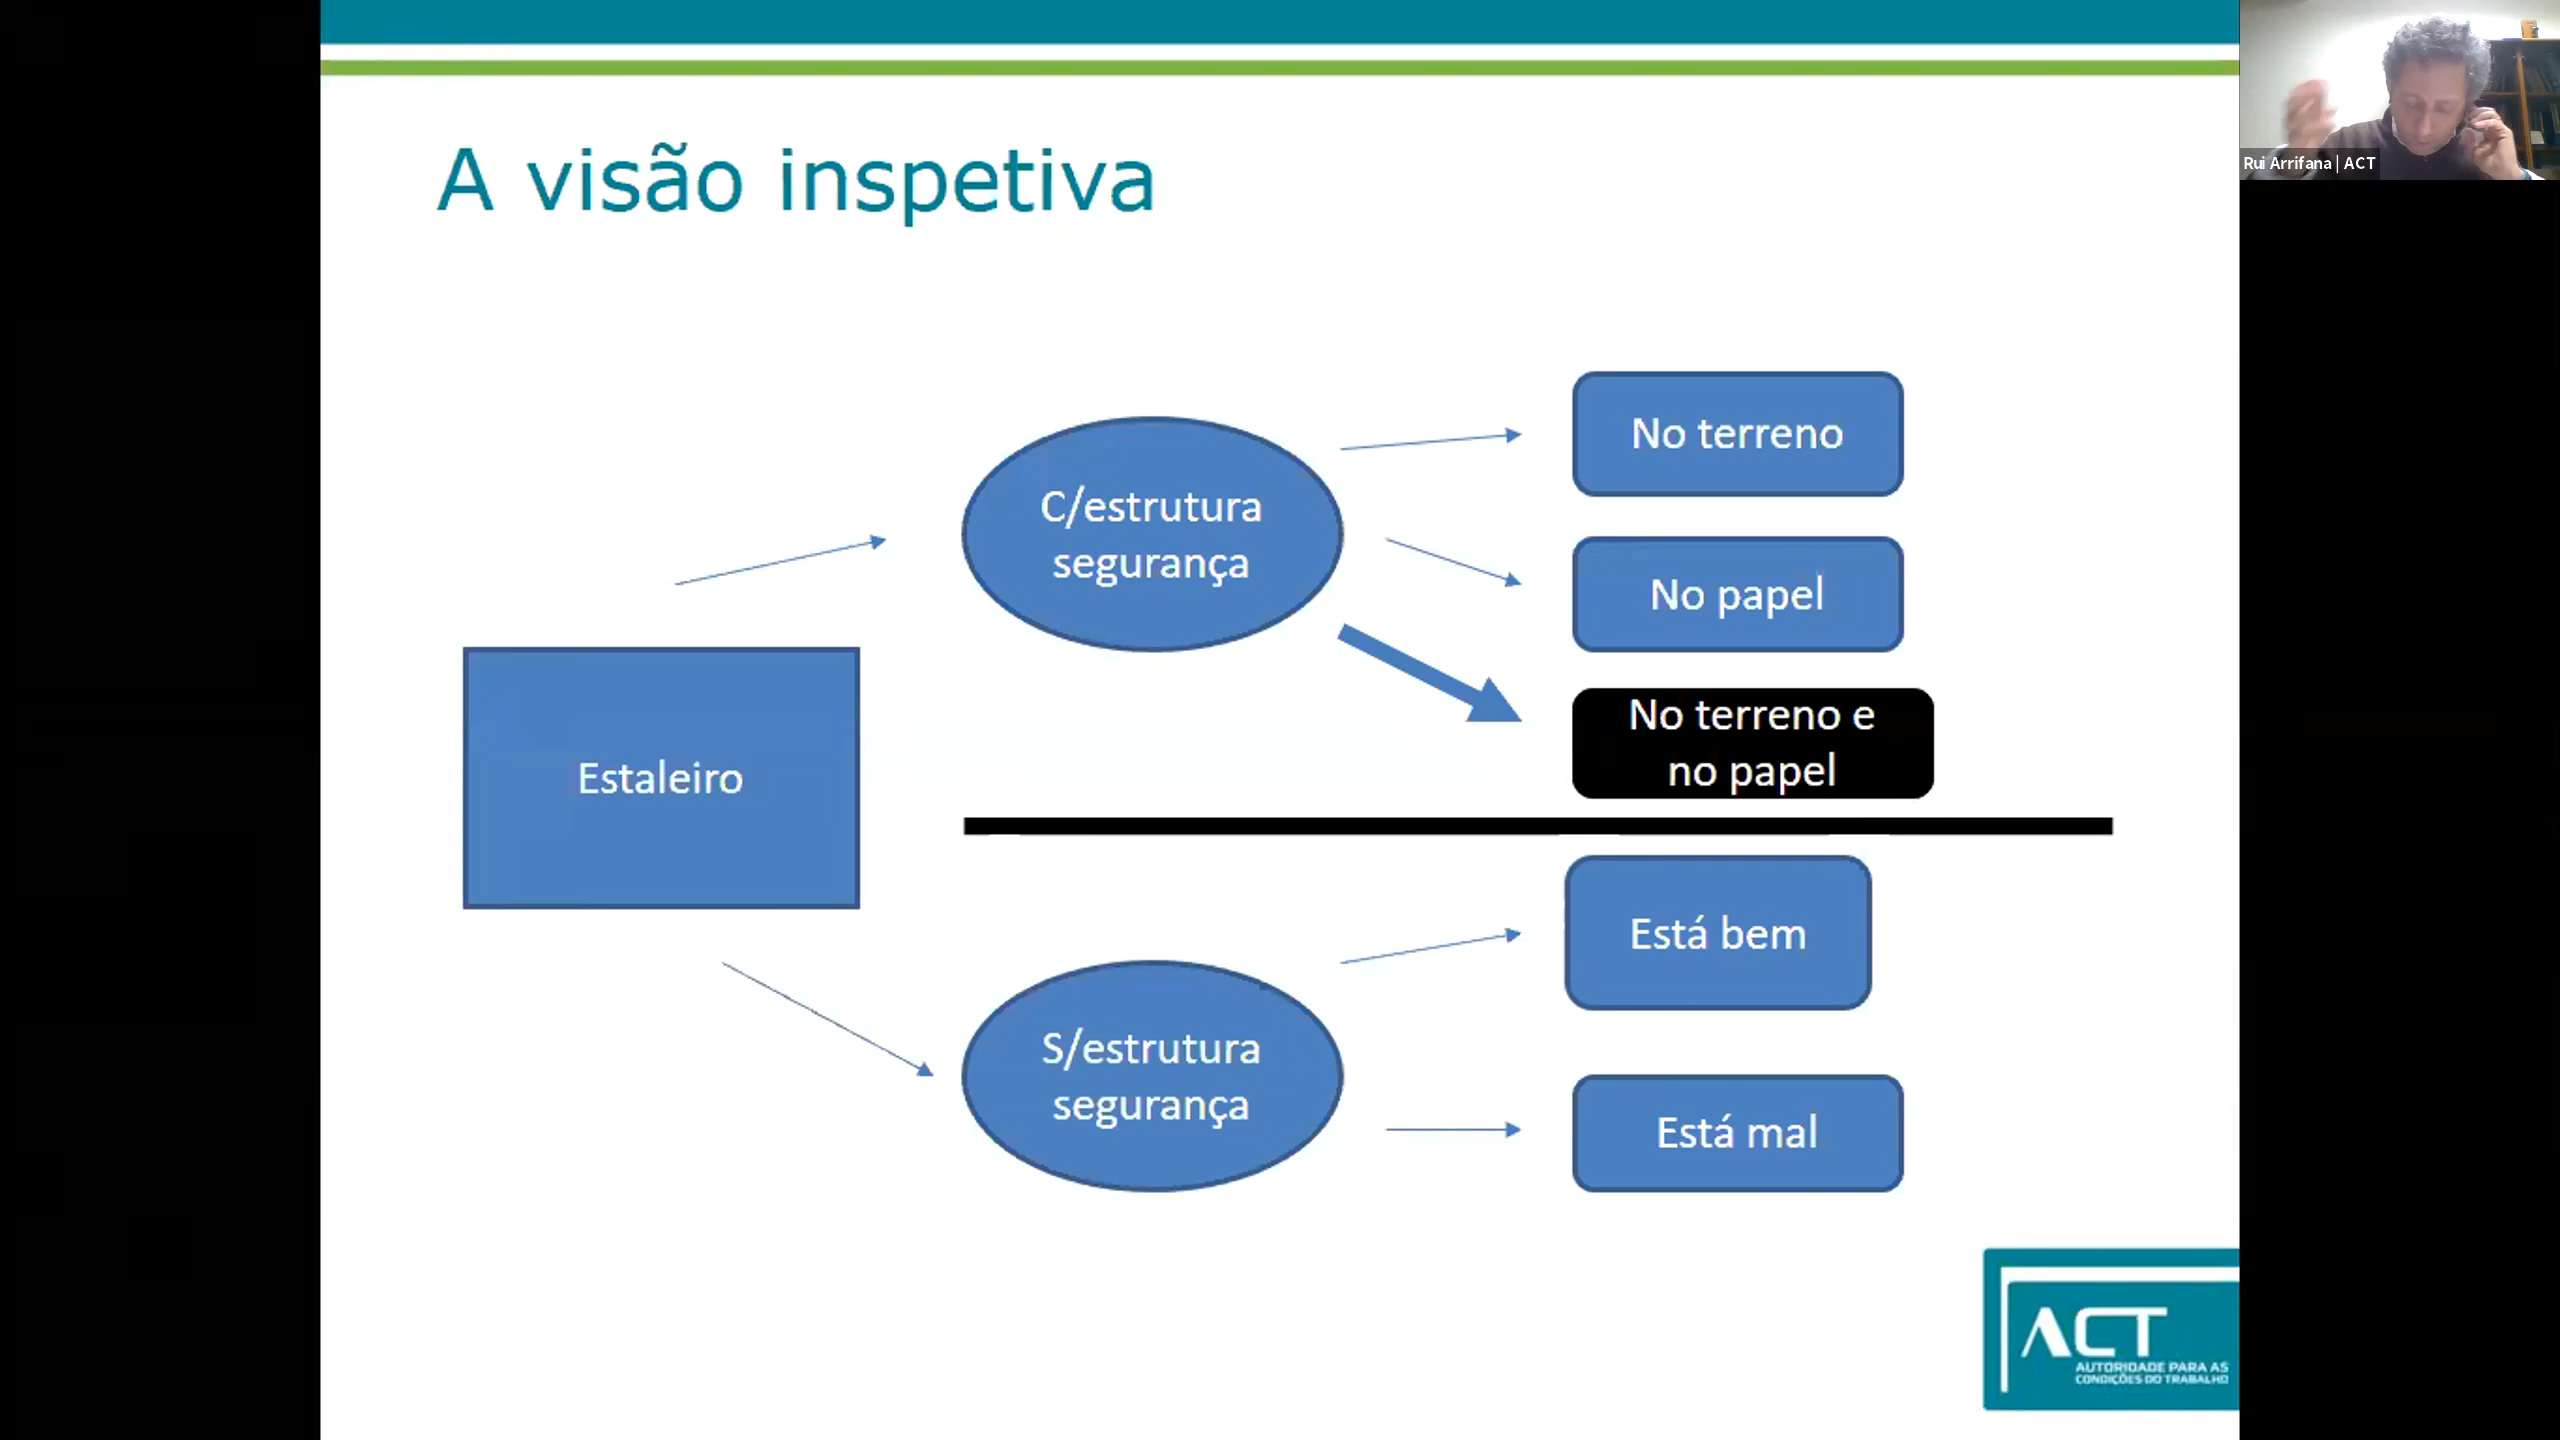 A visão inspetiva
Rui Arrifana | ACT
Estaleiro
C/estrutura
segurança
No terreno
No papel
No terreno e
no papel
S/estrutura
segurança
Está bem
Está mal
ACT
AUTORIDADE PARA AS
CONDIÇÕES DO TRABALHO